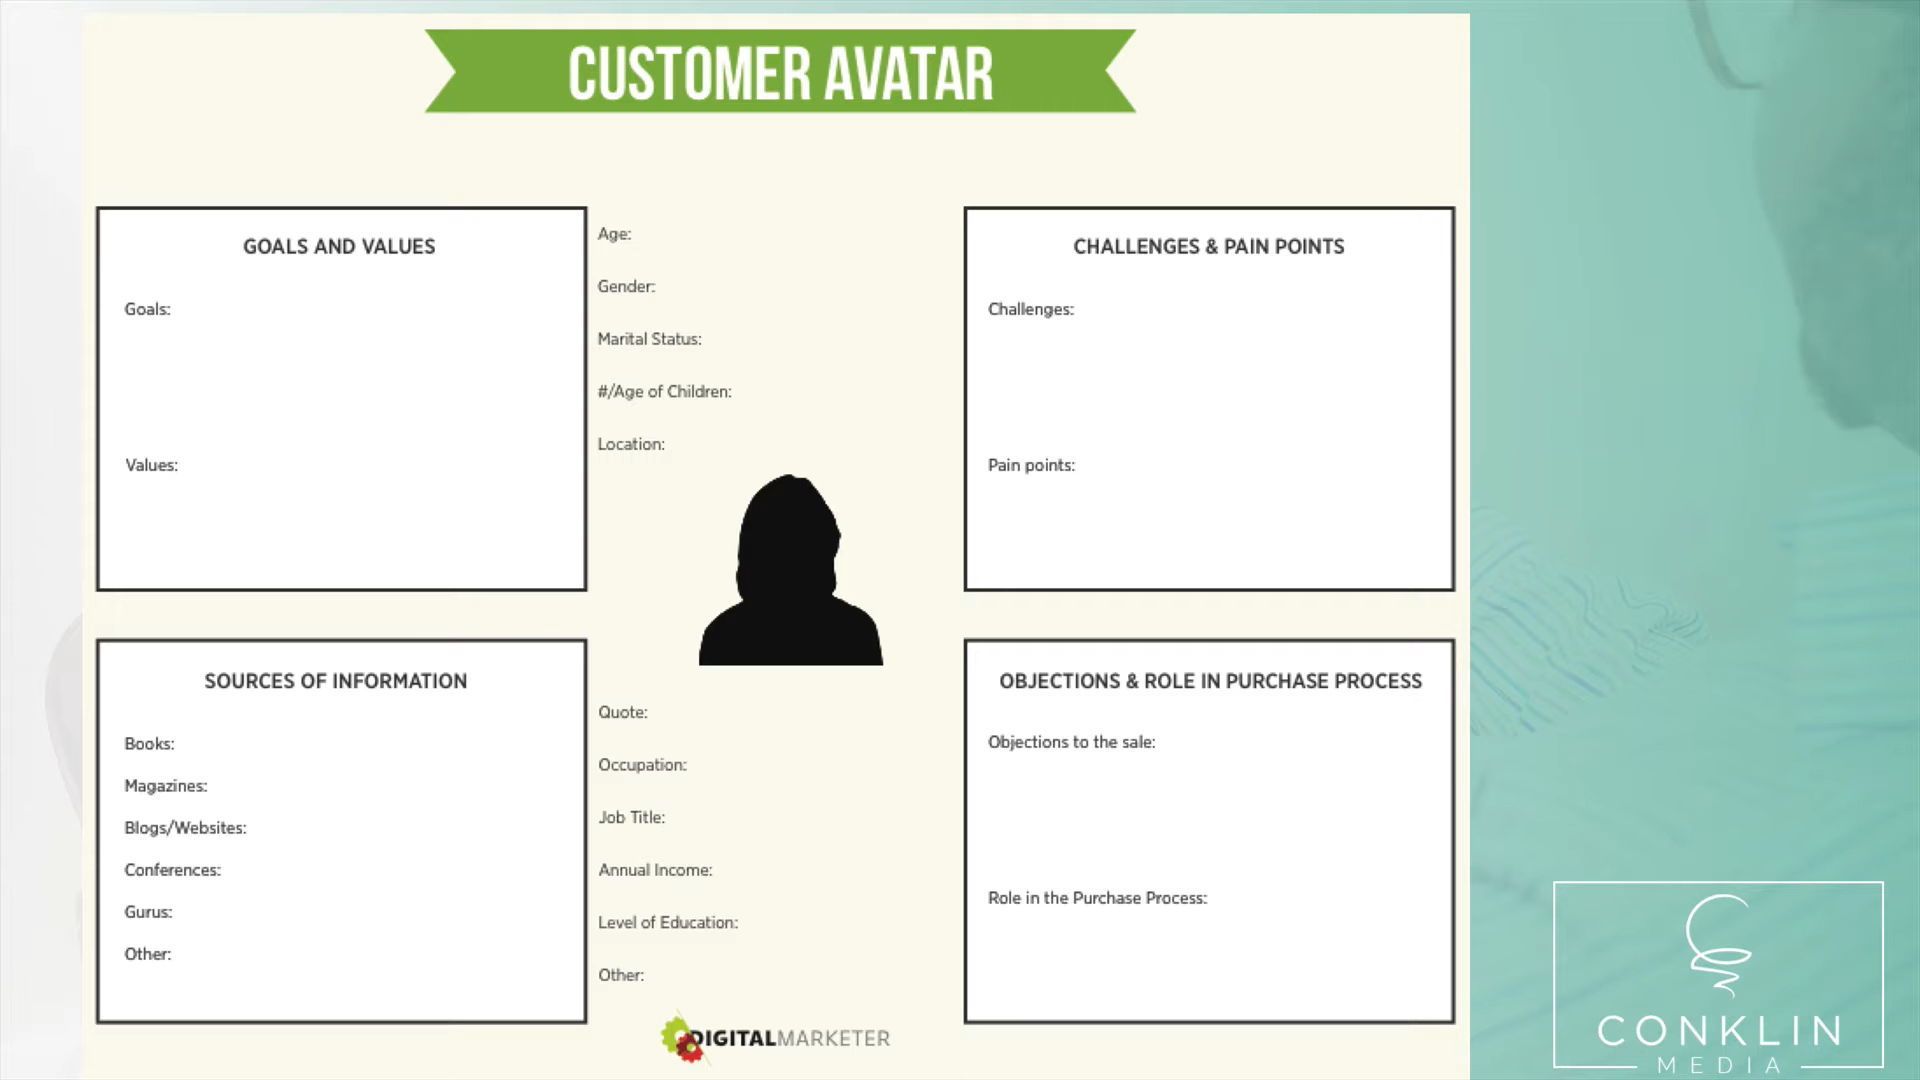 CUSTOMER AVATAR
GOALS AND VALUES
Goals:
Values:
Age:
Gender:
Marital Status:
#/Age of Children:
Location:
CHALLENGES & PAIN POINTS
Challenges:
Pain points:
SOURCES OF INFORMATION
Books:
Magazines:
Blogs/Websites:
Conferences:
Gurus:
Other:
Quote:
Occupation:
Job Title:
Annual Income:
Level of Education:
Other:
OBJECTIONS & ROLE IN PURCHASE PROCESS
Objections to the sale:
Role in the Purchase Process:
DIGITALMARKETER
CONKLIN
MEDIA